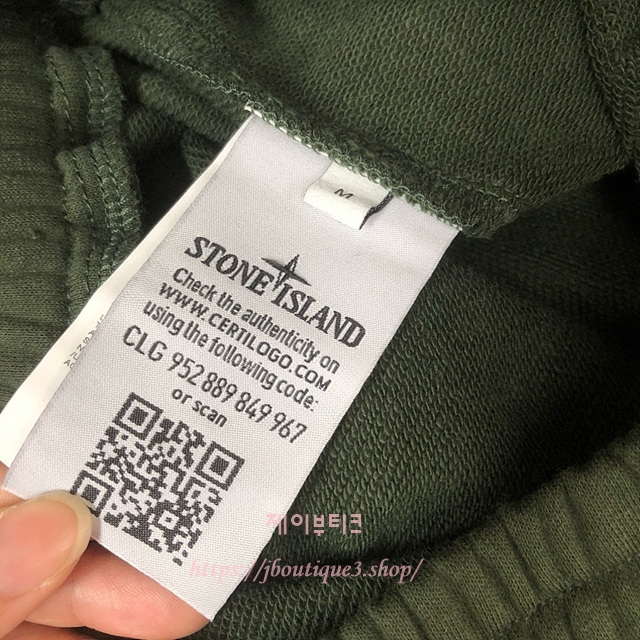 M
STONE ISLAND
Check the authenticity on
WWW.CERTILOGO.COM
using the following code:
CLG 952 889 849 967
or scan
제이부티크
https://jboutique3.shop/